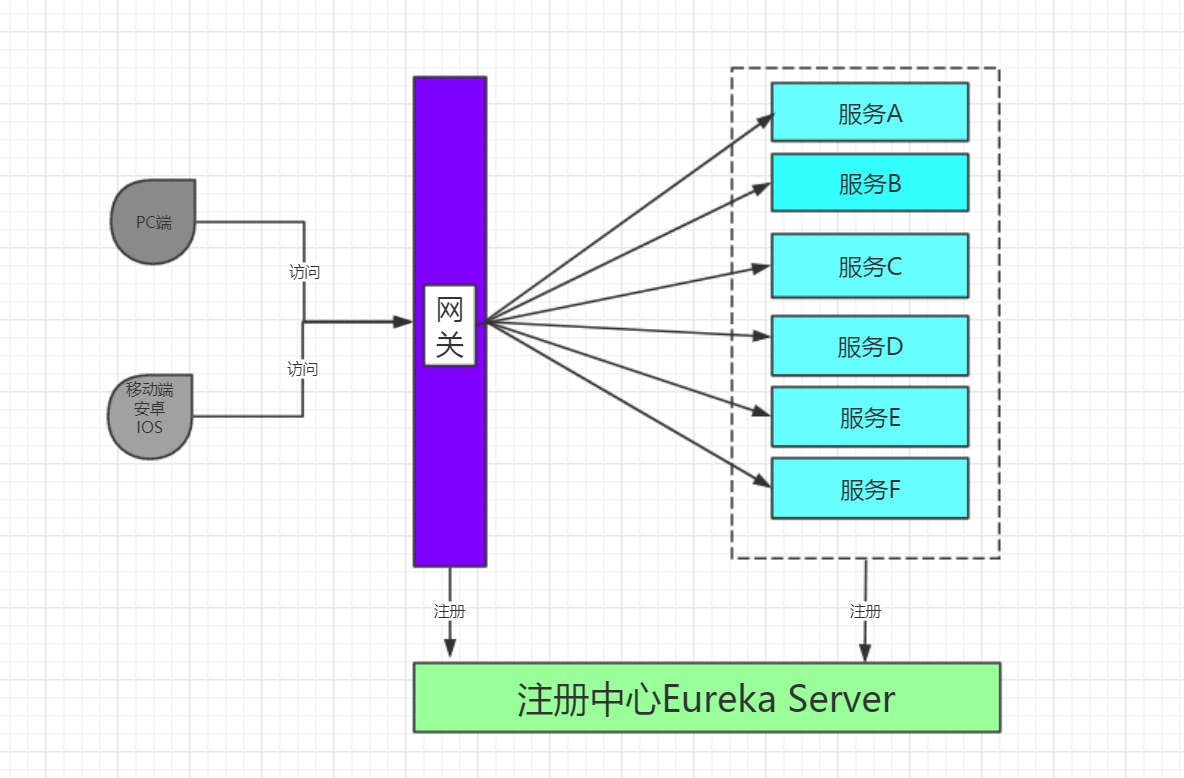 PC端
访问
访问
移动端
安卓
IOS
网
关
服务A
服务B
服务C
服务D
服务E
服务F
注册
注册
注册中心Eureka Server